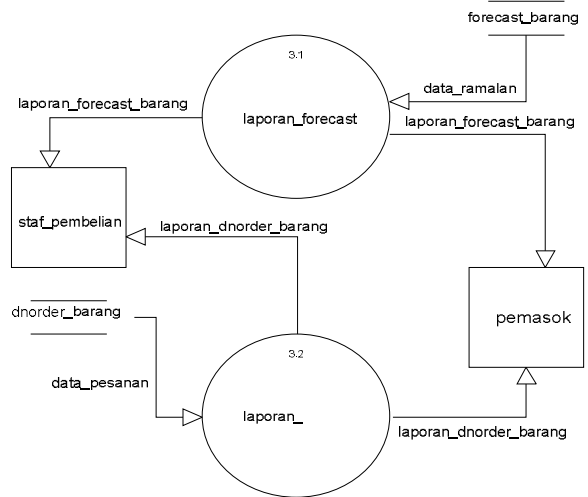 forecast_barang
3.1
data_ramalan
laporan_forecast_barang
laporan_forecast
laporan_forecast_barang
staf_pembelian
laporan_dnorder_barang
dnorder_barang
pemasok
3.2
data_pesanan
laporan_
laporan_dnorder_barang